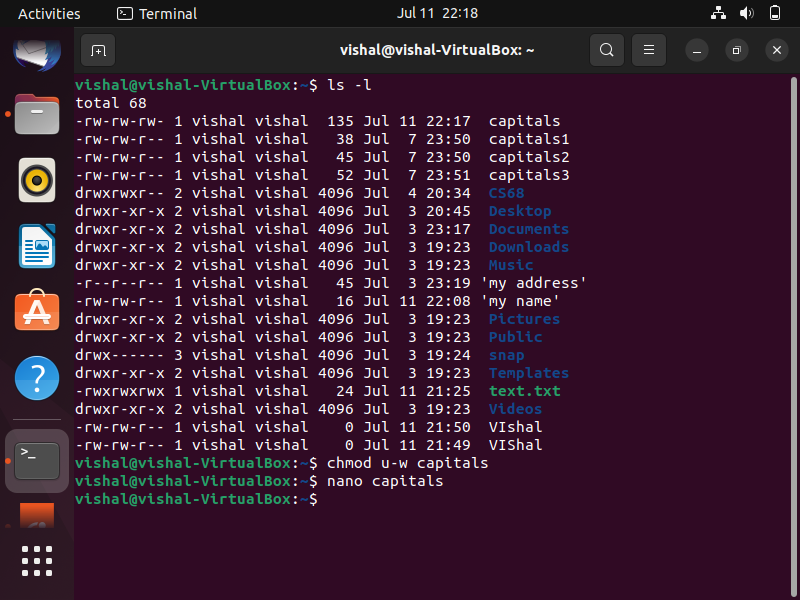 Activities Terminal Jul 11 22:18
vishal@vishal-VirtualBox: ~
vishal@vishal-VirtualBox:~$ ls -l
total 68
-rw-rw-rw- 1 vishal vishal  135 Jul 11 22:17  capitals
-rw-rw-r-- 1 vishal vishal   38 Jul  7 23:50  capitals1
-rw-rw-r-- 1 vishal vishal   45 Jul  7 23:50  capitals2
-rw-rw-r-- 1 vishal vishal   52 Jul  7 23:51  capitals3
drwxrwxr-- 2 vishal vishal 4096 Jul  4 20:34  CS68
drwxr-xr-x 2 vishal vishal 4096 Jul  3 20:45  Desktop
drwxr-xr-x 2 vishal vishal 4096 Jul  3 23:17  Documents
drwxr-xr-x 2 vishal vishal 4096 Jul  3 19:23  Downloads
drwxr-xr-x 2 vishal vishal 4096 Jul  3 19:23  Music
-r--r--r-- 1 vishal vishal   45 Jul  3 23:19 'my address'
-rw-rw-r-- 1 vishal vishal   16 Jul 11 22:08 'my name'
drwxr-xr-x 2 vishal vishal 4096 Jul  3 19:23  Pictures
drwxr-xr-x 2 vishal vishal 4096 Jul  3 19:23  Public
drwx------ 3 vishal vishal 4096 Jul  3 19:24  snap
drwxr-xr-x 2 vishal vishal 4096 Jul  3 19:23  Templates
-rwxrwxrwx 1 vishal vishal   24 Jul 11 21:25  text.txt
drwxr-xr-x 2 vishal vishal 4096 Jul  3 19:23  Videos
-rw-rw-r-- 1 vishal vishal    0 Jul 11 21:50  VIshal
-rw-rw-r-- 1 vishal vishal    0 Jul 11 21:49  VIShal
vishal@vishal-VirtualBox:~$ chmod u-w capitals
vishal@vishal-VirtualBox:~$ nano capitals
vishal@vishal-VirtualBox:~$